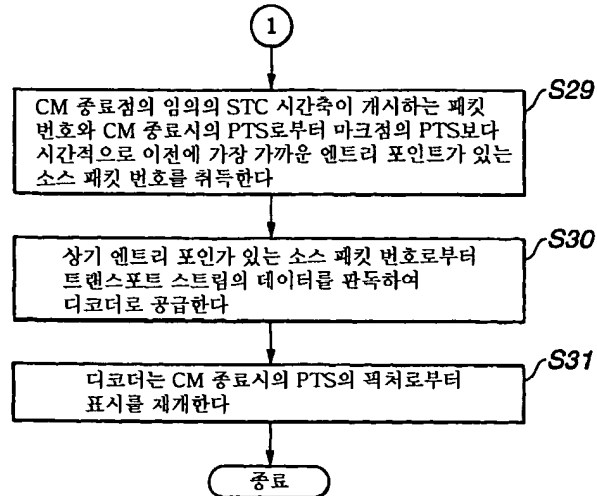 1
S29
CM 종료점의 임의의 STC 시간축이 개시하는 패킷
번호와 CM 종료시의 PTS로부터 마크점의 PTS보다
시간적으로 이전에 가장 가까운 엔트리 포인트가 있는
소스 패킷 번호를 취득한다
S30
상기 엔트리 포인가 있는 소스 패킷 번호로부터
트랜스포트 스트림의 데이터를 판독하여
디코더로 공급한다
S31
디코더는 CM 종료시의 PTS의 픽처로부터
표시를 재개한다
종료